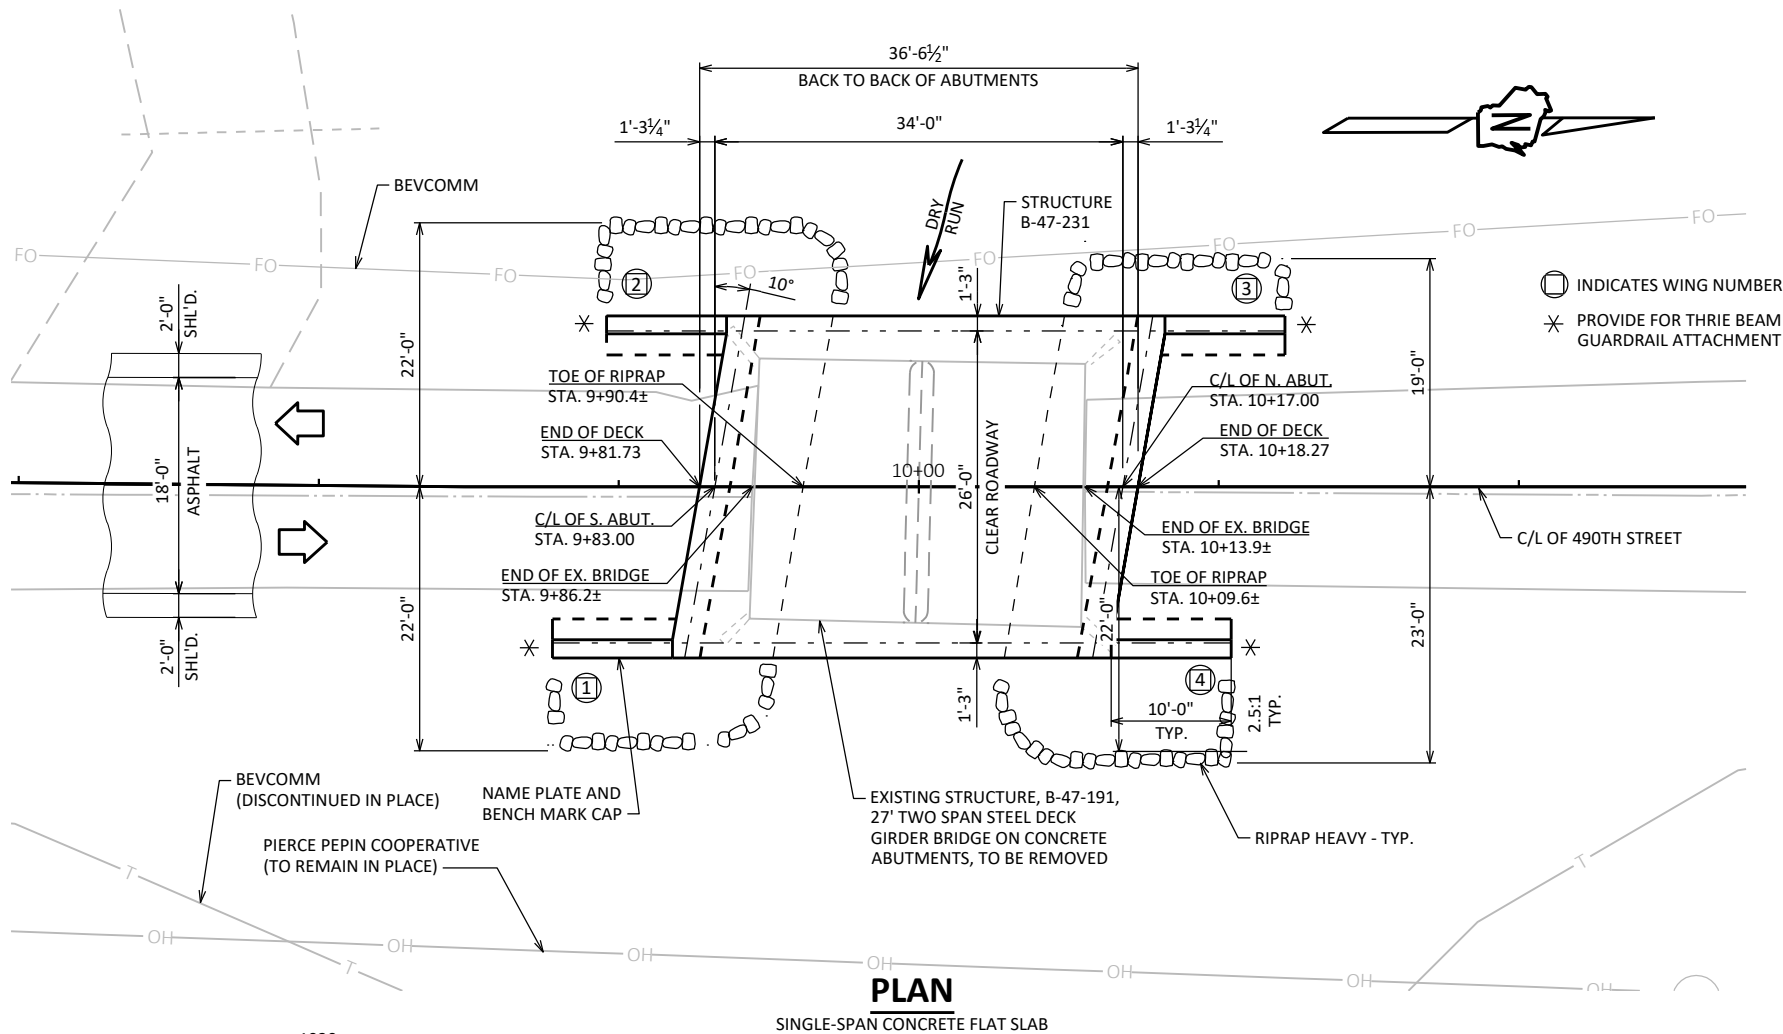 36'-6½"
BACK TO BACK OF ABUTMENTS
1'-3¼"
34'-0"
1'-3¼"
N
BEVCOMM
DRY
RUN
STRUCTURE
B-47-231
FO
FO
FO
FO
FO
FO
FO
FO
2
10°
1'-3"
3
INDICATES WING NUMBER
PROVIDE FOR THRIE BEAM
GUARDRAIL ATTACHMENT
2'-0"
SHL'D.
22'-0"
TOE OF RIPRAP
STA. 9+90.4±
C/L OF N. ABUT.
STA. 10+17.00
19'-0"
END OF DECK
STA. 9+81.73
END OF DECK
STA. 10+18.27
18'-0"
ASPHALT
10+00
26'-0"
CLEAR ROADWAY
C/L OF S. ABUT.
STA. 9+83.00
END OF EX. BRIDGE
STA. 10+13.9±
C/L OF 490TH STREET
END OF EX. BRIDGE
STA. 9+86.2±
TOE OF RIPRAP
STA. 10+09.6±
2'-0"
SHL'D.
22'-0"
22'-0"
23'-0"
1
1'-3"
4
10'-0"
TYP.
2.5:1
TYP.
BEVCOMM
(DISCONTINUED IN PLACE)
NAME PLATE AND
BENCH MARK CAP
EXISTING STRUCTURE, B-47-191,
27' TWO SPAN STEEL DECK
GIRDER BRIDGE ON CONCRETE
ABUTMENTS, TO BE REMOVED
RIPRAP HEAVY - TYP.
PIERCE PEPIN COOPERATIVE
(TO REMAIN IN PLACE)
T
T
T
OH
OH
OH
OH
OH
OH
OH
PLAN
SINGLE-SPAN CONCRETE FLAT SLAB